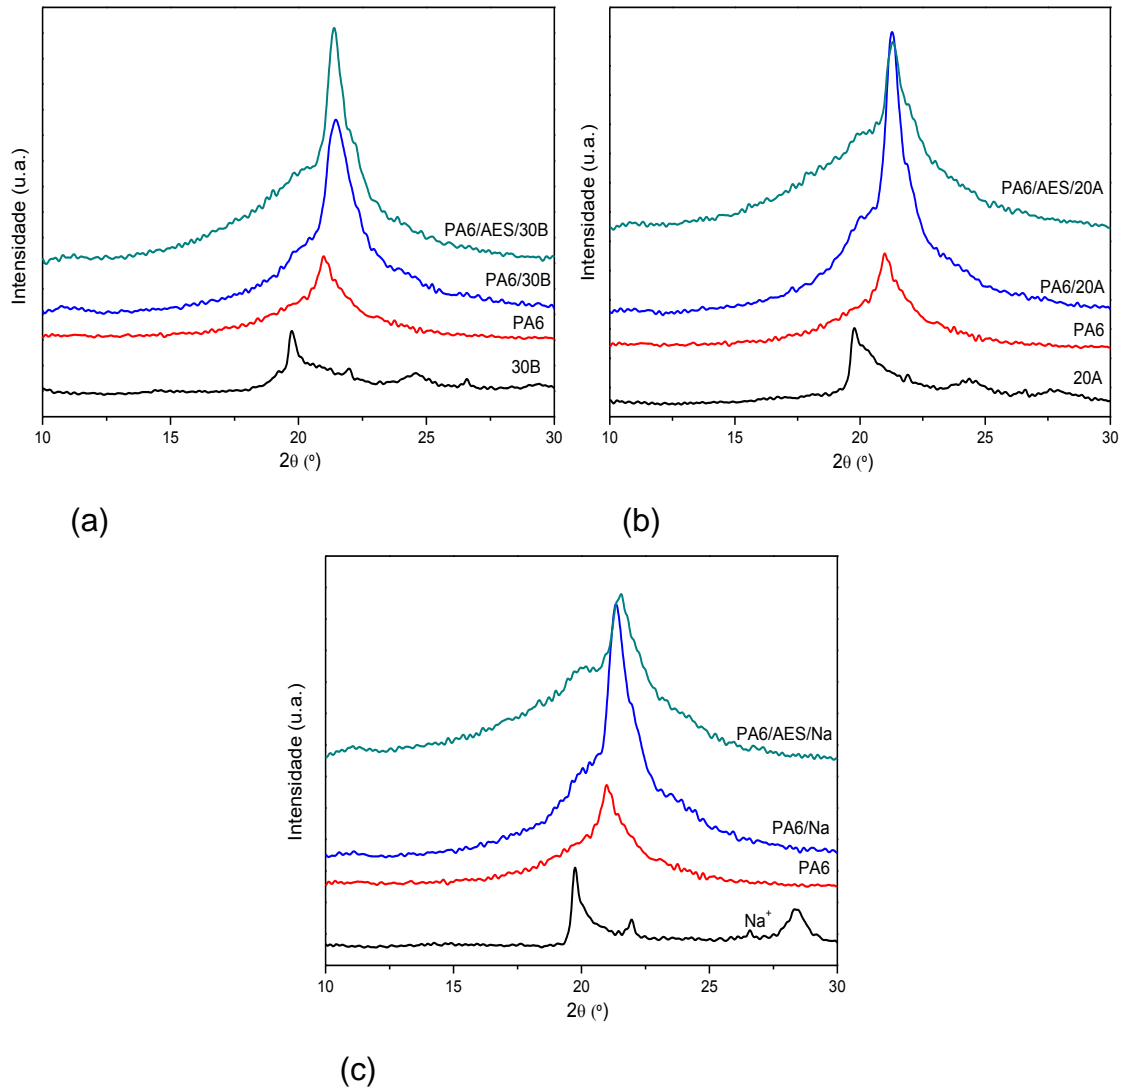 Intensidade (u.a.)
PA6/AES/30B
PA6/30B
PA6
30B
10 15 20 25 30
2θ (º)
(a)
Intensidade (u.a.)
PA6/AES/20A
PA6/20A
PA6
20A
10 15 20 25 30
2θ (º)
(b)
Intensidade (u.a.)
PA6/AES/Na
PA6/Na
PA6
Na⁺
10 15 20 25 30
2θ (º)
(c)